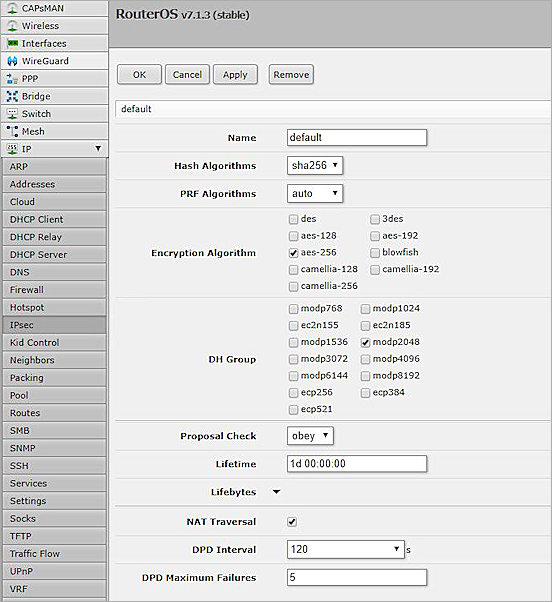 CAPsMAN
Wireless
Interfaces
WireGuard
PPP
Bridge
Switch
Mesh
IP ▼
ARP
Addresses
Cloud
DHCP Client
DHCP Relay
DHCP Server
DNS
Firewall
Hotspot
IPsec
Kid Control
Neighbors
Packing
Pool
Routes
SMB
SNMP
SSH
Services
Settings
Socks
TFTP
Traffic Flow
UPnP
VRF
RouterOS v7.1.3 (stable)
OK Cancel Apply Remove
default
Name default
Hash Algorithms sha256
PRF Algorithms auto
Encryption Algorithm
des 3des
aes-128 aes-192
aes-256 blowfish
camellia-128 camellia-192
camellia-256
DH Group
modp768 modp1024
ec2n155 ec2n185
modp1536 modp2048
modp3072 modp4096
modp6144 modp8192
ecp256 ecp384
ecp521
Proposal Check obey
Lifetime 1d 00:00:00
Lifebytes
NAT Traversal
DPD Interval 120 s
DPD Maximum Failures 5